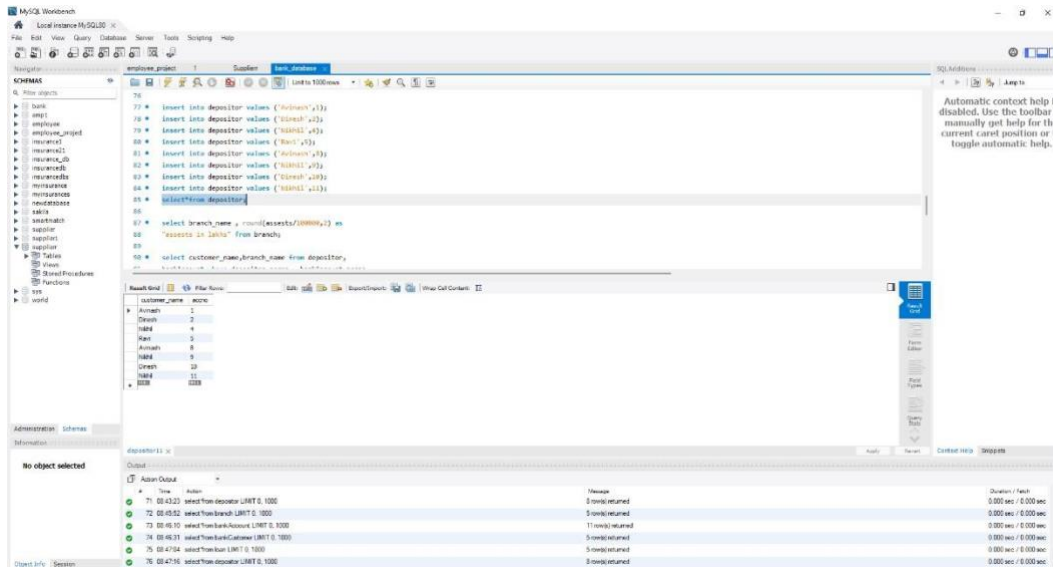 MySQL Workbench
Local instance MySQL80
File Edit View Query Database Server Tools Scripting Help
Navigator
employee_project 1 Supplierr bank_database
SQL Additions
SCHEMAS
Limit to 1000 rows
Jump to
Filter objects
bank
emp1
employee
employee_project
insurance1
insurance21
insurance_db
insurancedb
insurancedbs
myinsurance
myinsurances
newdatabase
sakila
smartmatch
supplier
supplier1
supplierr
Tables
Views
Stored Procedures
Functions
sys
world
76
77 insert into depositor values ('Avinash',1);
78 insert into depositor values ('Dinesh',2);
79 insert into depositor values ('Nikhil',4);
80 insert into depositor values ('Ravi',5);
81 insert into depositor values ('Avinash',8);
82 insert into depositor values ('Nikhil',9);
83 insert into depositor values ('Dinesh',10);
84 insert into depositor values ('Nikhil',11);
85 select*from depositor;
86
87 select branch_name , round(assests/100000,2) as
88 "assests in lakhs" from branch;
89
90 select customer_name,branch_name from depositor,
Automatic context help
disabled. Use the toolbar
manually get help for th
current caret position or
toggle automatic help.
Result Grid Filter Rows: Edit: Export/Import: Wrap Cell Content:
customer_name accno
Avinash 1
Dinesh 2
Nikhil 4
Ravi 5
Avinash 8
Nikhil 9
Dinesh 10
Nikhil 11
Result Grid
Form Editor
Field Types
Query Stats
Administration Schemas
Information
No object selected
depositor11
Apply Revert
Context Help Snippets
Output
Action Output
# Time Action Message Duration / Fetch
71 08:43:23 select*from depositor LIMIT 0, 1000 8 row(s) returned 0.000 sec / 0.000 sec
72 08:45:52 select*from branch LIMIT 0, 1000 5 row(s) returned 0.000 sec / 0.000 sec
73 08:46:10 select*from bankAccount LIMIT 0, 1000 11 row(s) returned 0.000 sec / 0.000 sec
74 08:46:31 select*from bankCustomer LIMIT 0, 1000 5 row(s) returned 0.000 sec / 0.000 sec
75 08:47:04 select*from loan LIMIT 0, 1000 5 row(s) returned 0.000 sec / 0.000 sec
76 08:47:16 select*from depositor LIMIT 0, 1000 8 row(s) returned 0.000 sec / 0.000 sec
Object Info Session